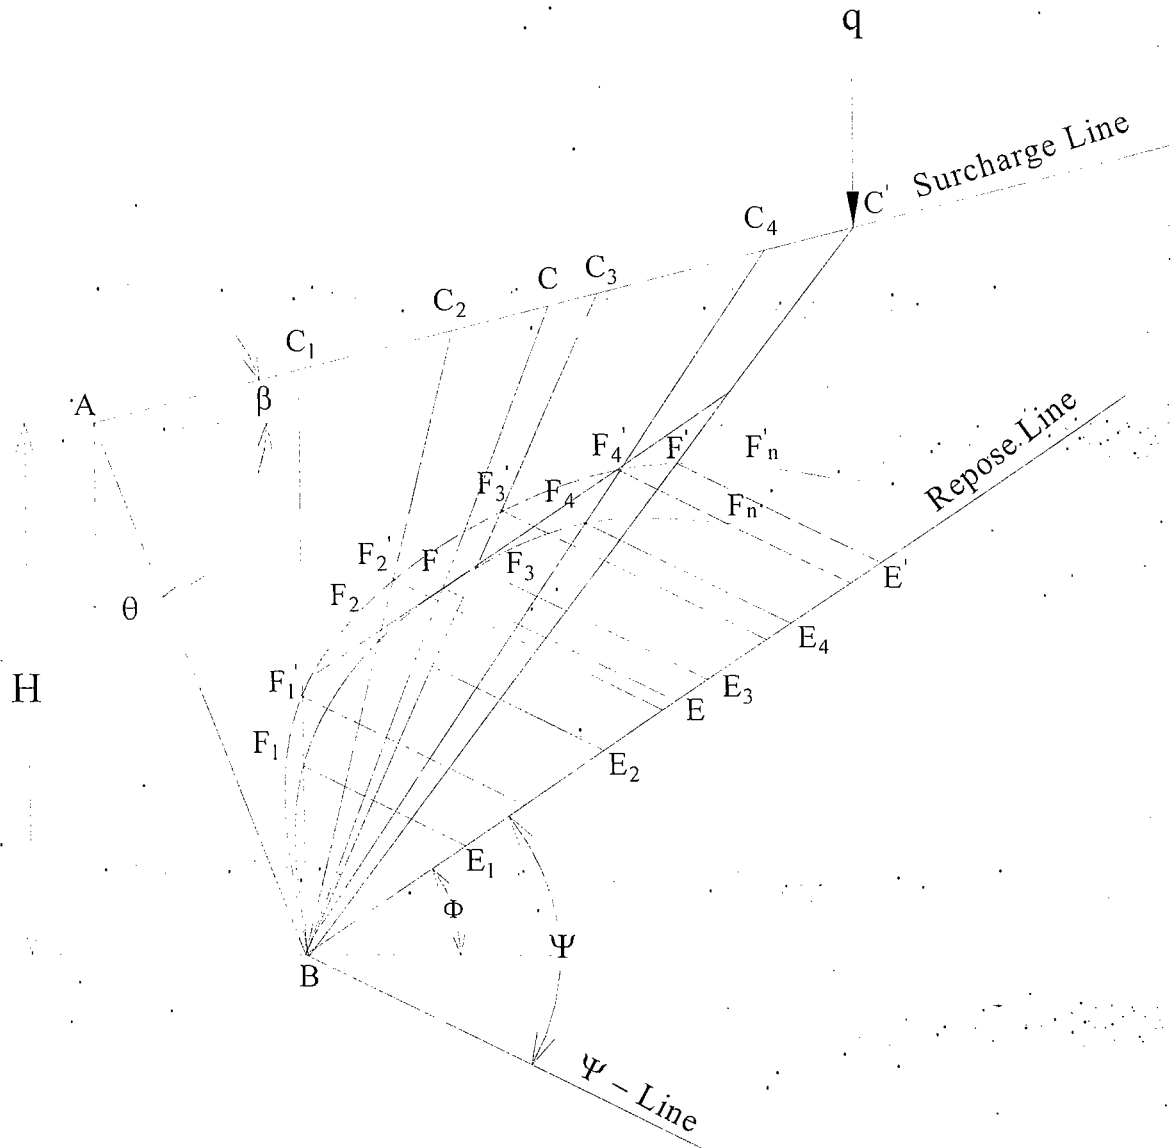 q
Surcharge Line
C'
C₄
C₃
C
C₂
C₁
A
β
F₄'
F'
F'n
Repose Line
F₃'
F₄
Fn
F₂'
F
F₃
E'
F₂
θ
E₄
H
F₁'
E₃
E
F₁
E₂
E₁
Φ
Ψ
B
Ψ – Line